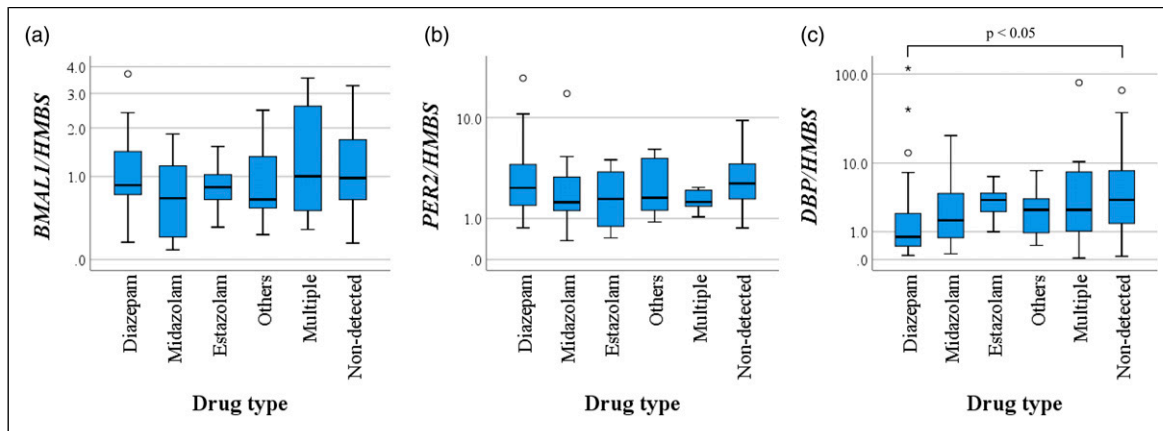 (a)
BMAL1/HMBS
4.0
3.0
2.0
1.0
.0
Diazepam
Midazolam
Estazolam
Others
Multiple
Non-detected
Drug type
(b)
PER2/HMBS
10.0
1.0
.0
Diazepam
Midazolam
Estazolam
Others
Multiple
Non-detected
Drug type
(c)
p < 0.05
DBP/HMBS
100.0
10.0
1.0
.0
Diazepam
Midazolam
Estazolam
Others
Multiple
Non-detected
Drug type